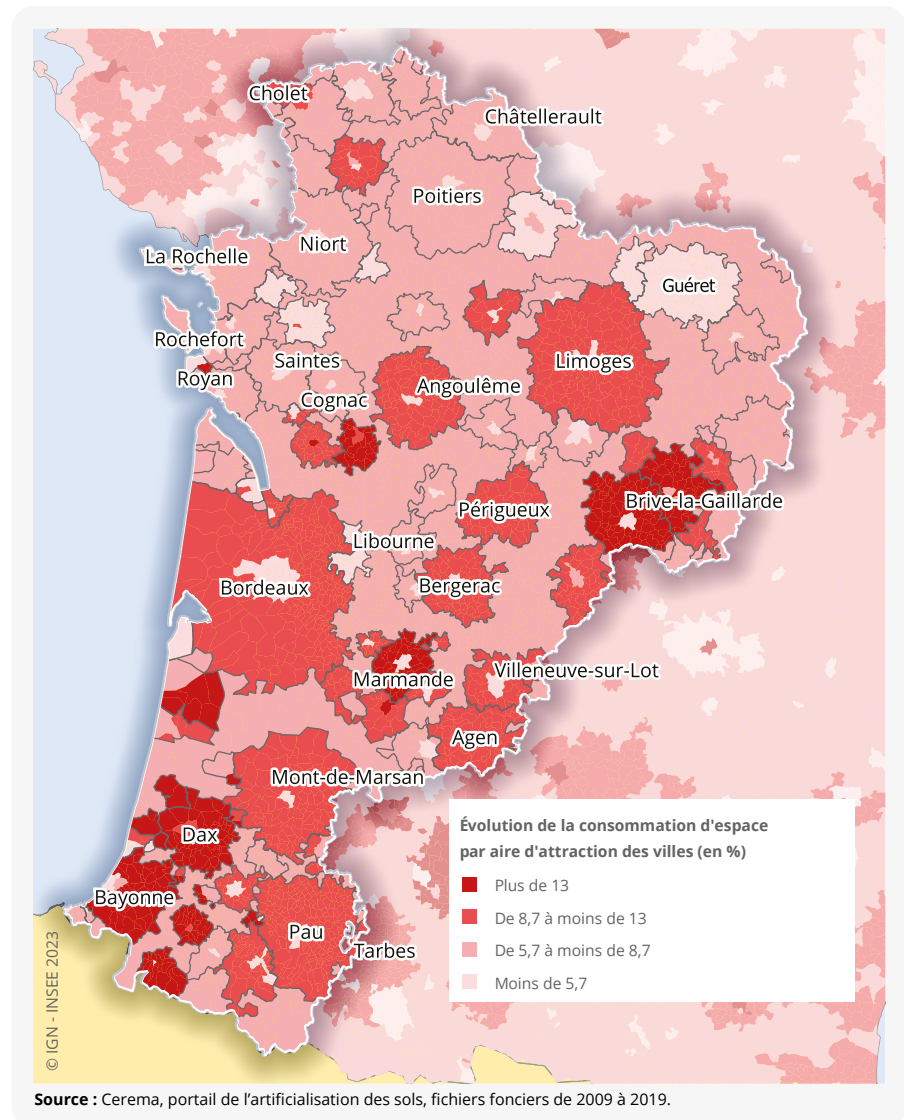 Cholet
Châtellerault
Poitiers
Niort
La Rochelle
Guéret
Rochefort
Saintes
Limoges
Royan
Angoulême
Cognac
Brive-la-Gaillarde
Périgueux
Libourne
Bordeaux
Bergerac
Villeneuve-sur-Lot
Marmande
Agen
Mont-de-Marsan
Dax
Bayonne
Pau
Tarbes
Évolution de la consommation d'espace
par aire d'attraction des villes (en %)
Plus de 13
De 8,7 à moins de 13
De 5,7 à moins de 8,7
Moins de 5,7
© IGN - INSEE 2023
Source : Cerema, portail de l’artificialisation des sols, fichiers fonciers de 2009 à 2019.